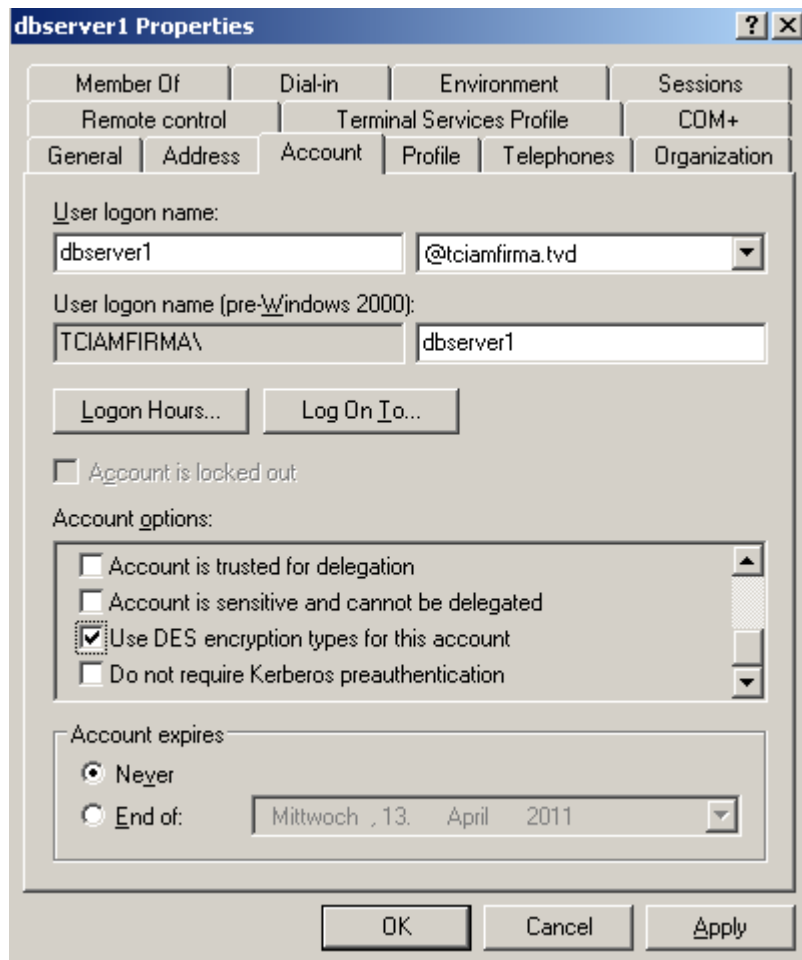 dbserver1 Properties
Member Of Dial-in Environment Sessions
Remote control Terminal Services Profile COM+
General Address Account Profile Telephones Organization
User logon name:
dbserver1 @tciamfirma.tvd
User logon name (pre-Windows 2000):
TCIAMFIRMA\ dbserver1
Logon Hours... Log On To...
Account is locked out
Account options:
Account is trusted for delegation
Account is sensitive and cannot be delegated
Use DES encryption types for this account
Do not require Kerberos preauthentication
Account expires
Never
End of: Mittwoch , 13. April 2011
OK Cancel Apply